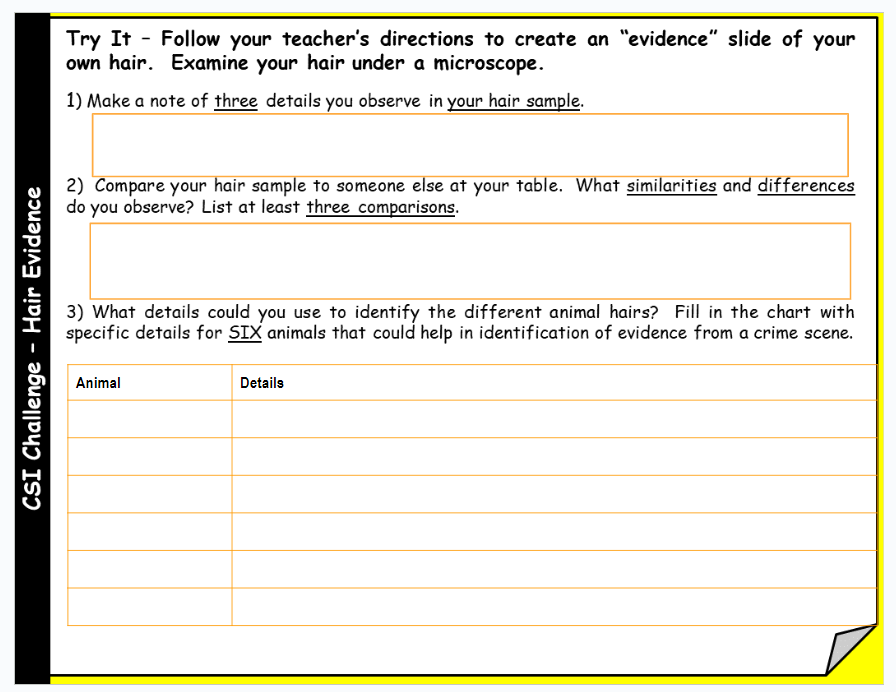 CSI Challenge – Hair Evidence
Try It – Follow your teacher's directions to create an "evidence" slide of your
own hair. Examine your hair under a microscope.
1) Make a note of three details you observe in your hair sample.
2) Compare your hair sample to someone else at your table. What similarities and differences
do you observe? List at least three comparisons.
3) What details could you use to identify the different animal hairs? Fill in the chart with
specific details for SIX animals that could help in identification of evidence from a crime scene.
Animal Details